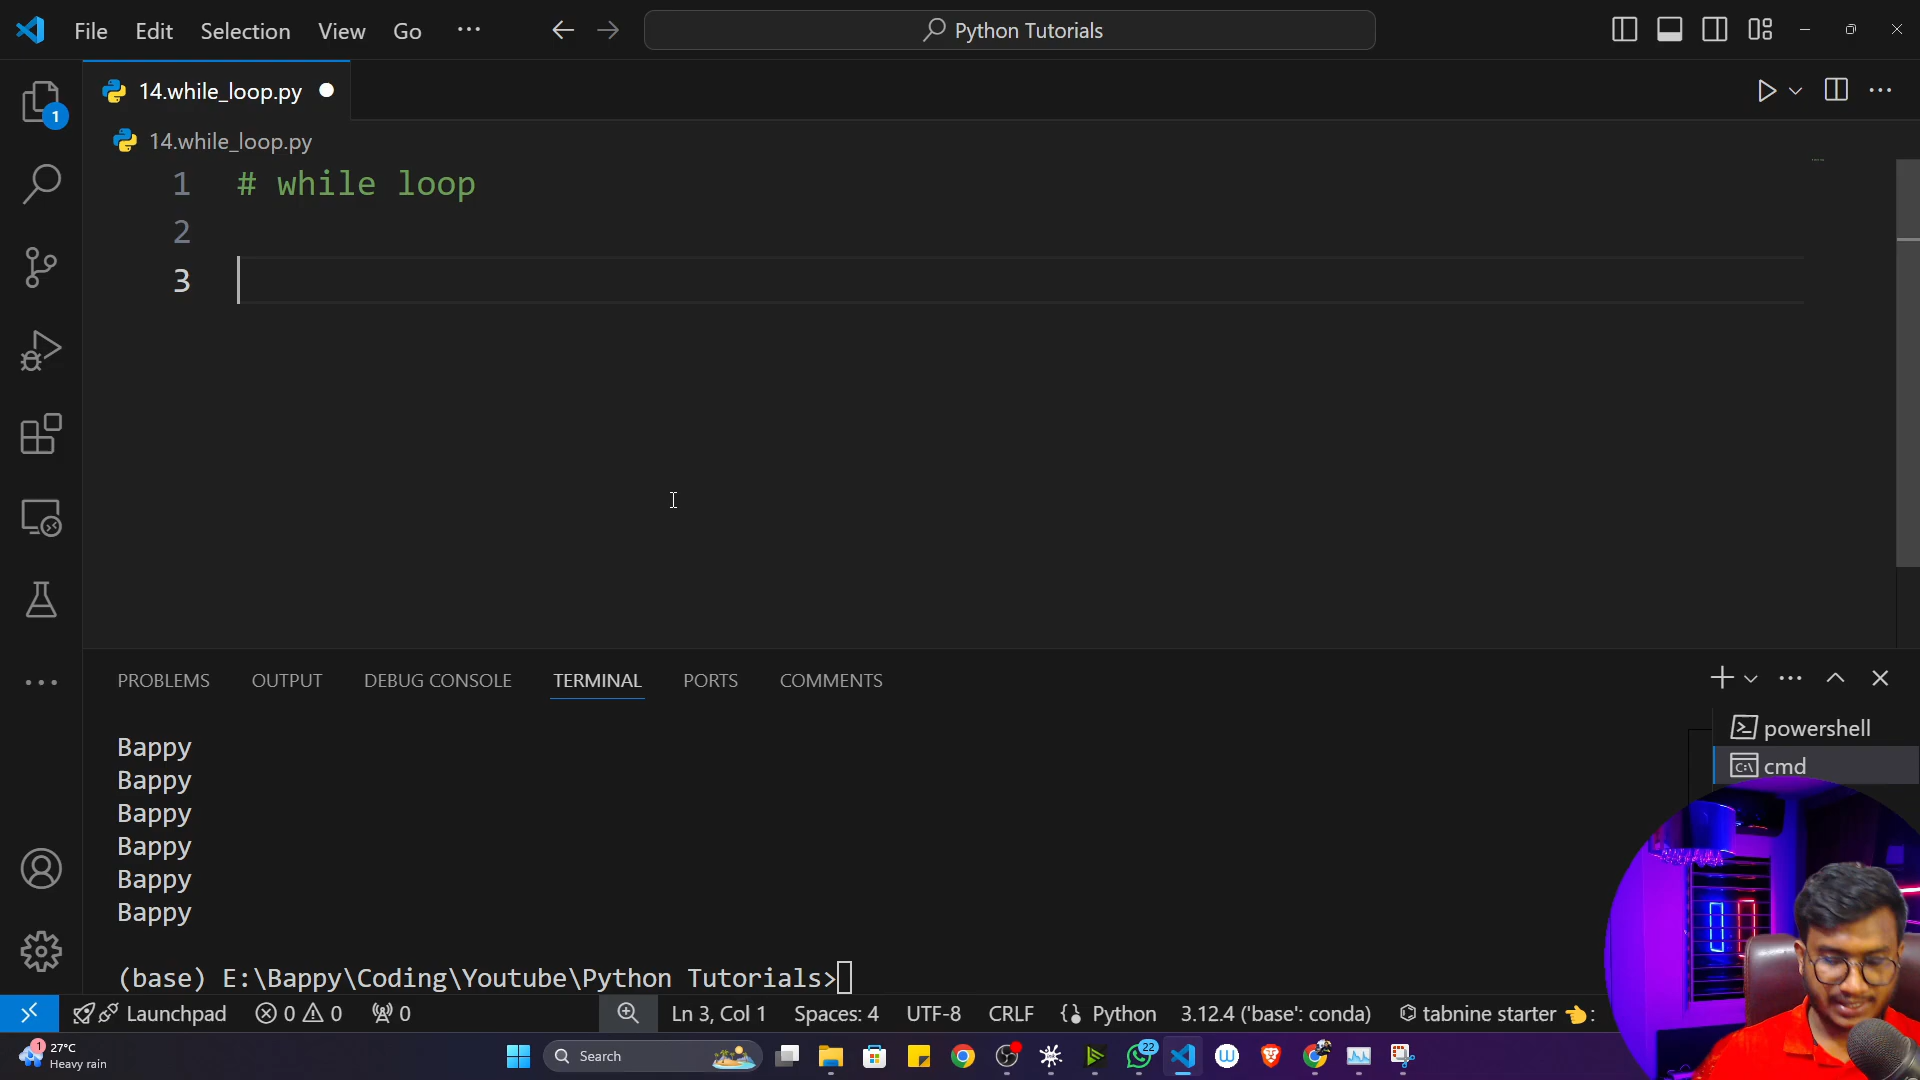 File Edit Selection View Go ... Python Tutorials
14.while_loop.py
14.while_loop.py
1 # while loop
2
3
PROBLEMS OUTPUT DEBUG CONSOLE TERMINAL PORTS COMMENTS
powershell
cmd
Bappy
Bappy
Bappy
Bappy
Bappy
Bappy
(base) E:\Bappy\Coding\Youtube\Python Tutorials>
Launchpad 0 0 0 Ln 3, Col 1 Spaces: 4 UTF-8 CRLF Python 3.12.4 ('base': conda) tabnine starter 👈:
27°C
Heavy rain
Search
22
1
1